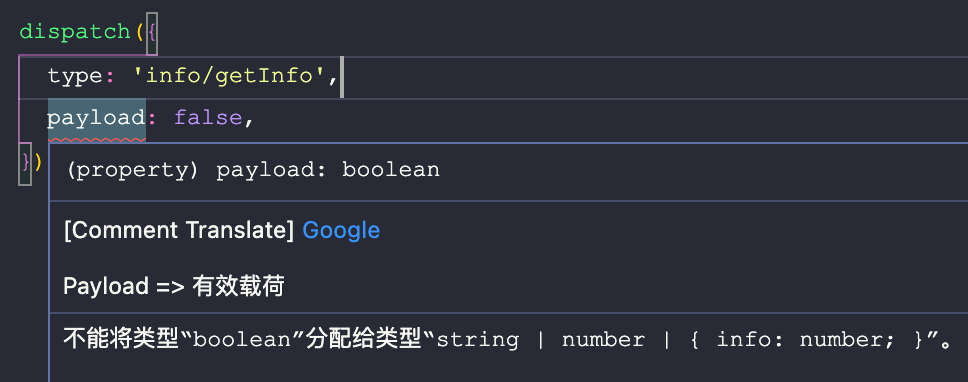 dispatch({
type: 'info/getInfo',
payload: false,
})
(property) payload: boolean
[Comment Translate] Google
Payload => 有效载荷
不能将类型“boolean”分配给类型“string | number | { info: number; }”。